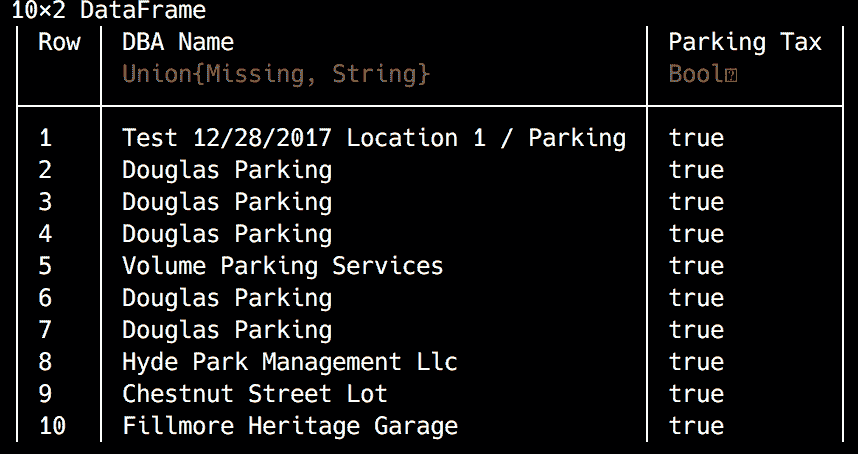 10×2 DataFrame
Row DBA Name Parking Tax
Union{Missing, String} Bool⍰
1 Test 12/28/2017 Location 1 / Parking true
2 Douglas Parking true
3 Douglas Parking true
4 Douglas Parking true
5 Volume Parking Services true
6 Douglas Parking true
7 Douglas Parking true
8 Hyde Park Management Llc true
9 Chestnut Street Lot true
10 Fillmore Heritage Garage true